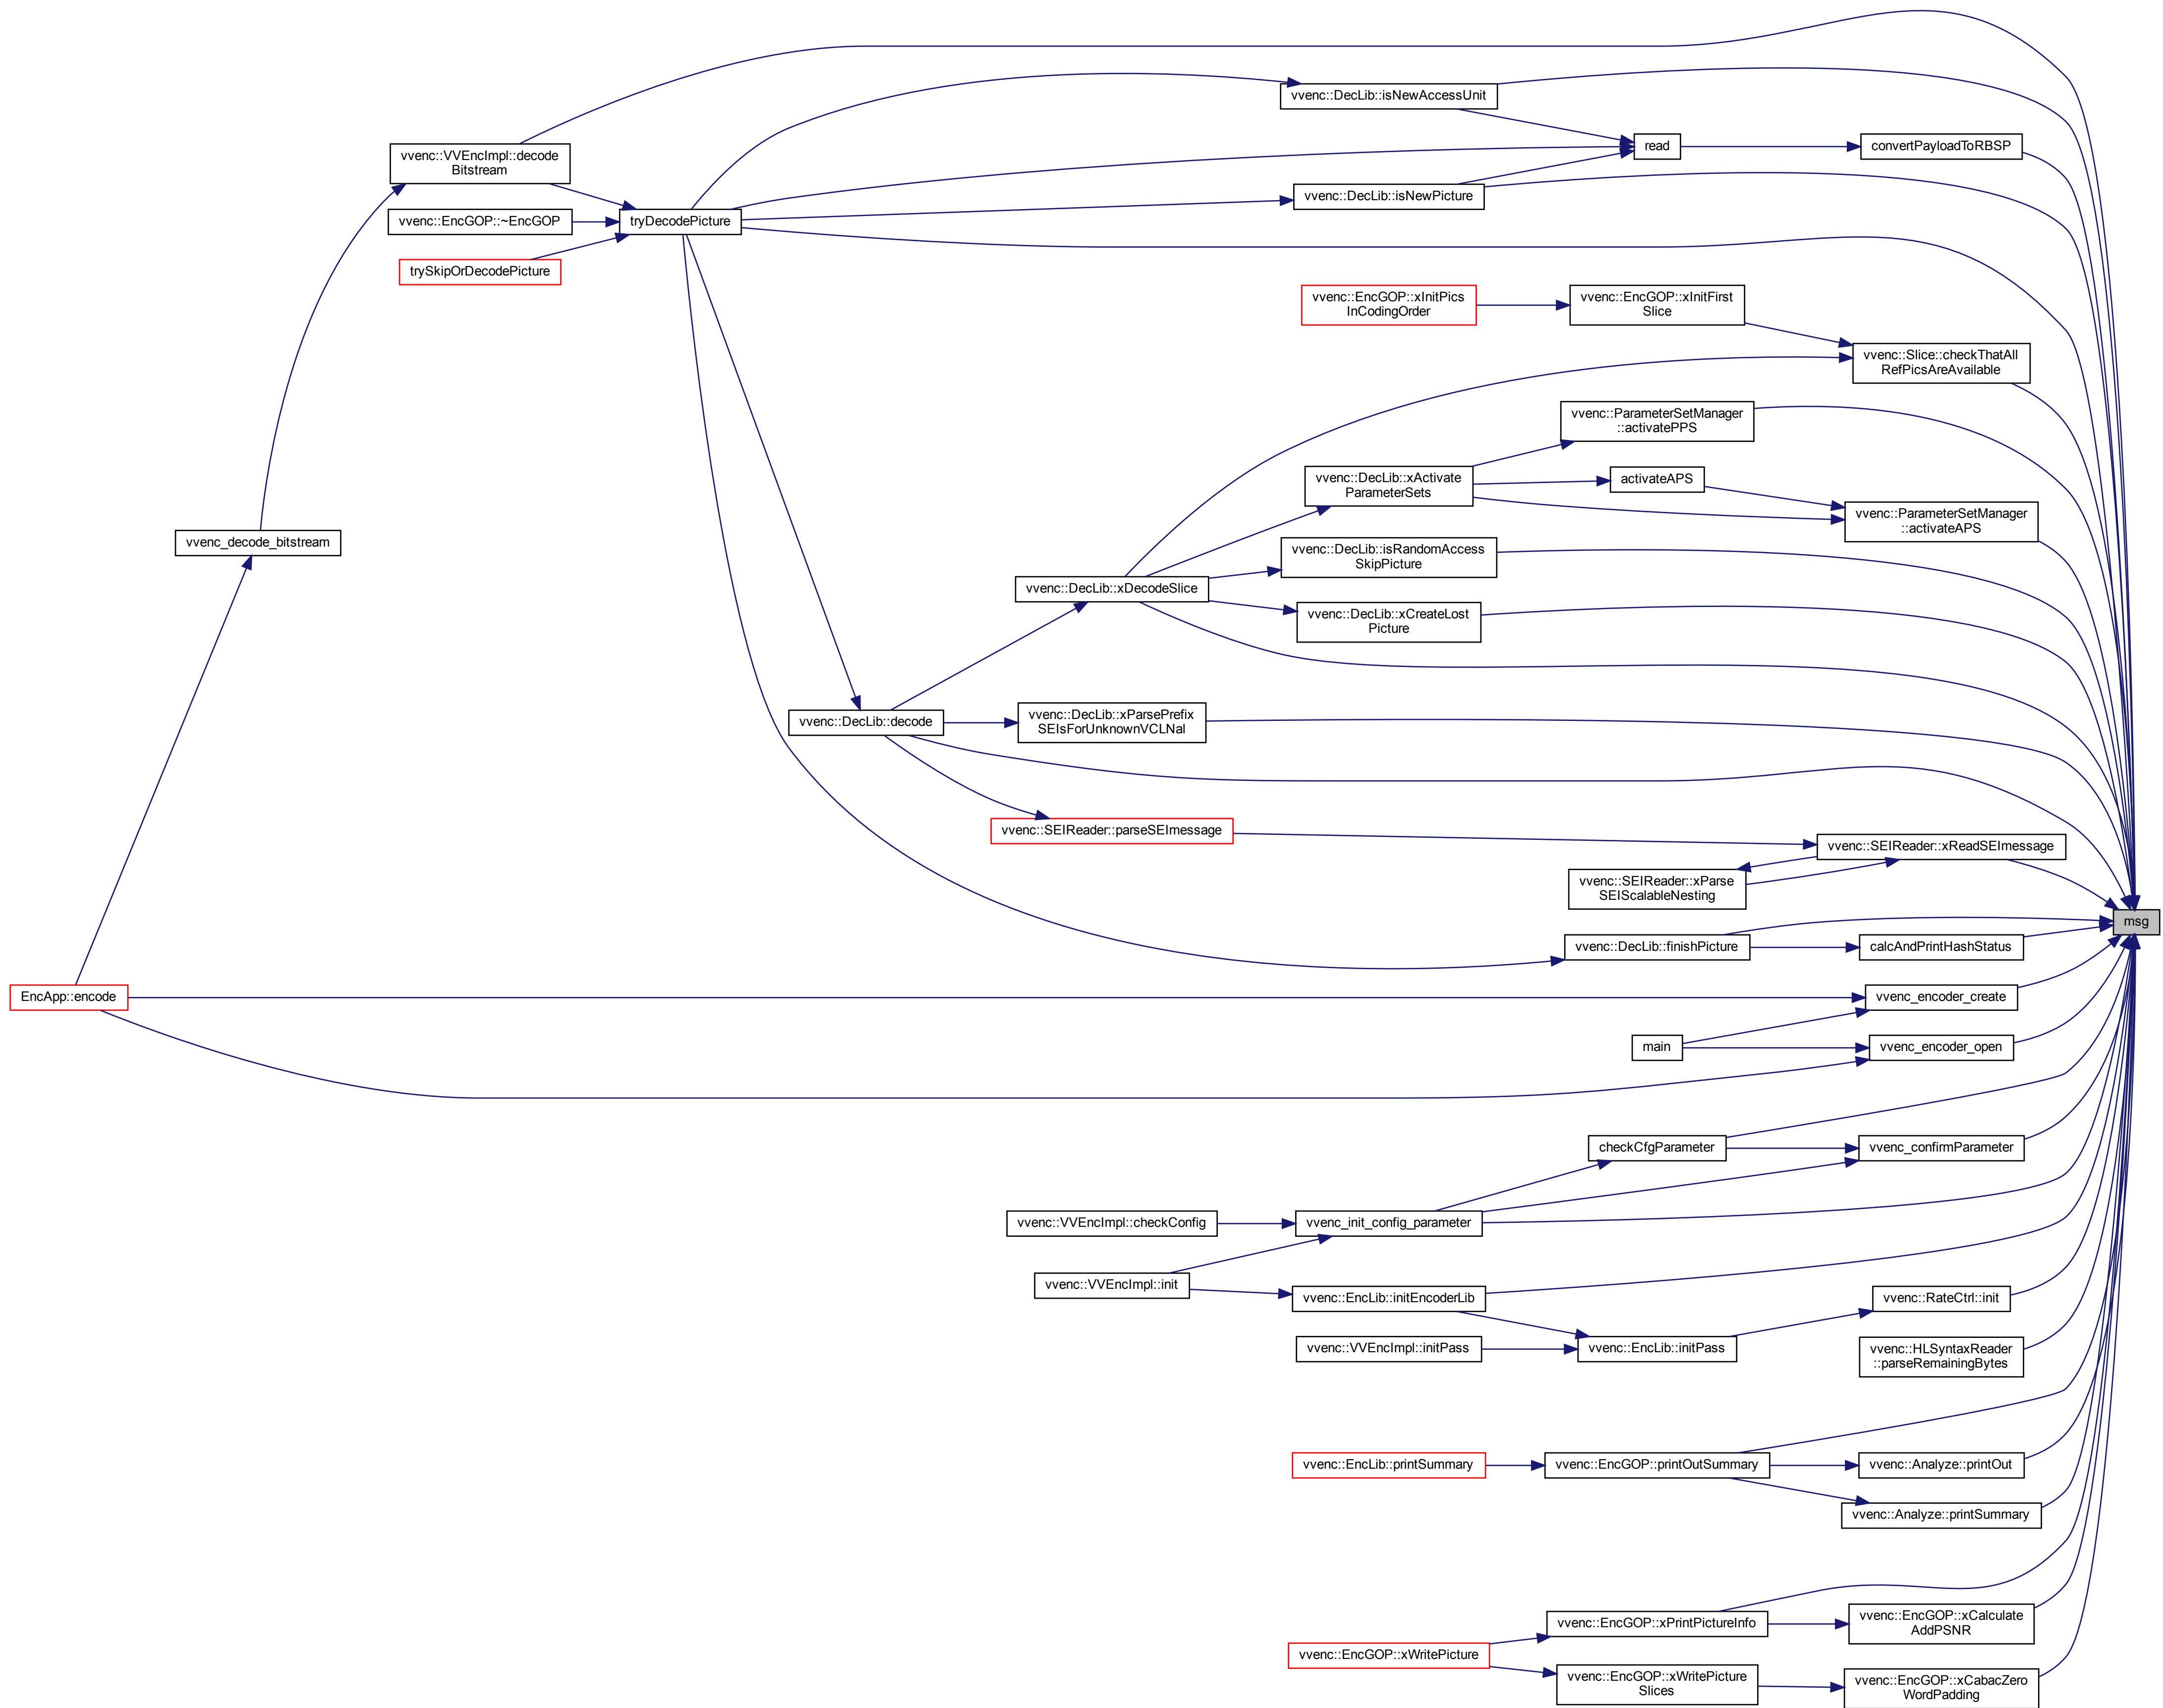 vvenc::DecLib::isNewAccessUnit
read
convertPayloadToRBSP
vvenc::VVEncImpl::decode
Bitstream
vvenc::DecLib::isNewPicture
vvenc::EncGOP::~EncGOP
tryDecodePicture
trySkipOrDecodePicture
vvenc::EncGOP::xInitPics
InCodingOrder
vvenc::EncGOP::xInitFirst
Slice
vvenc::Slice::checkThatAll
RefPicsAreAvailable
vvenc::ParameterSetManager
::activatePPS
vvenc::DecLib::xActivate
ParameterSets
activateAPS
vvenc::ParameterSetManager
::activateAPS
vvenc_decode_bitstream
vvenc::DecLib::isRandomAccess
SkipPicture
vvenc::DecLib::xDecodeSlice
vvenc::DecLib::xCreateLost
Picture
vvenc::DecLib::decode
vvenc::DecLib::xParsePrefix
SEIsForUnknownVCLNal
vvenc::SEIReader::parseSEImessage
vvenc::SEIReader::xReadSEImessage
vvenc::SEIReader::xParse
SEIScalableNesting
msg
vvenc::DecLib::finishPicture
calcAndPrintHashStatus
EncApp::encode
vvenc_encoder_create
main
vvenc_encoder_open
checkCfgParameter
vvenc_confirmParameter
vvenc::VVEncImpl::checkConfig
vvenc_init_config_parameter
vvenc::VVEncImpl::init
vvenc::EncLib::initEncoderLib
vvenc::RateCtrl::init
vvenc::VVEncImpl::initPass
vvenc::EncLib::initPass
vvenc::HLSyntaxReader
::parseRemainingBytes
vvenc::EncLib::printSummary
vvenc::EncGOP::printOutSummary
vvenc::Analyze::printOut
vvenc::Analyze::printSummary
vvenc::EncGOP::xPrintPictureInfo
vvenc::EncGOP::xCalculate
AddPSNR
vvenc::EncGOP::xWritePicture
vvenc::EncGOP::xWritePicture
Slices
vvenc::EncGOP::xCabacZero
WordPadding